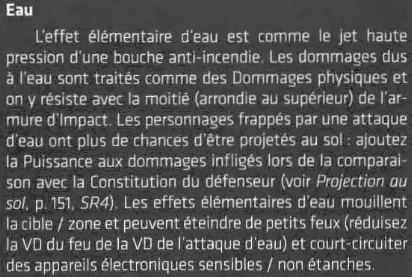 Eau
L'effet élémentaire d'eau est comme le jet haute
pression d'une bouche anti-incendie. Les dommages dus
à l'eau sont traités comme des Dommages physiques et
on y résiste avec la moitié (arrondie au supérieur) de l'ar-
mure d'Impact. Les personnages frappés par une attaque
d'eau ont plus de chances d'être projetés au sol : ajoutez
la Puissance aux dommages infligés lors de la comparai-
son avec la Constitution du défenseur (voir Projection au
sol, p. 151, SR4). Les effets élémentaires d'eau mouillent
la cible / zone et peuvent éteindre de petits feux (réduisez
la VD du feu de la VD de l'attaque d'eau) et court-circuiter
des appareils électroniques sensibles / non étanches.